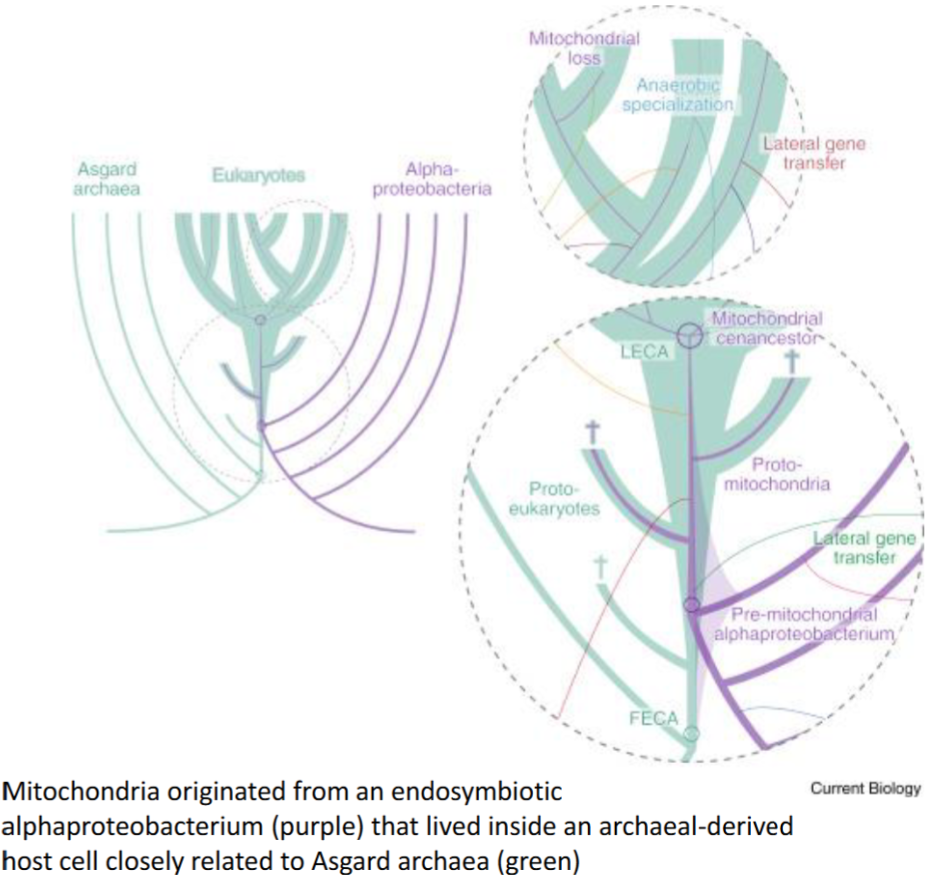 Mitochondrial
loss
Anaerobic
specialization
Lateral gene
transfer
Asgard
archaea
Eukaryotes
Alpha-
proteobacteria
Mitochondrial
cenancestor
LECA
Proto-
mitochondria
Proto-
eukaryotes
Lateral gene
transfer
Pre-mitochondrial
alphaproteobacterium
FECA
Current Biology
Mitochondria originated from an endosymbiotic
alphaproteobacterium (purple) that lived inside an archaeal-derived
host cell closely related to Asgard archaea (green)